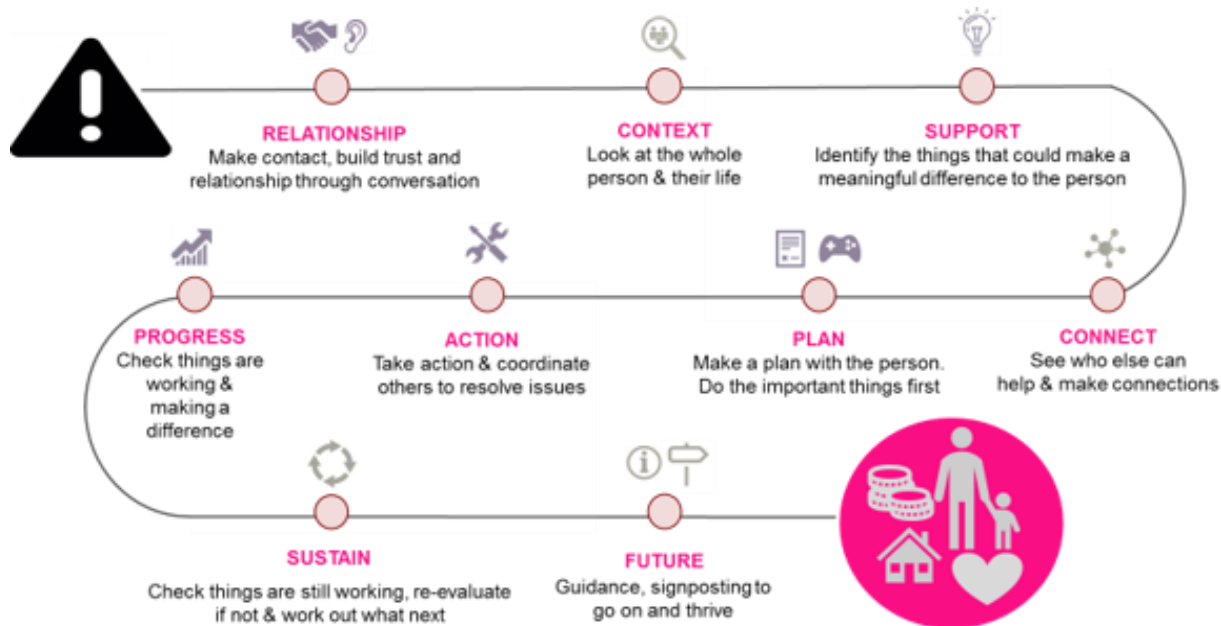 RELATIONSHIP
Make contact, build trust and
relationship through conversation
CONTEXT
Look at the whole
person & their life
SUPPORT
Identify the things that could make a
meaningful difference to the person
CONNECT
See who else can
help & make connections
PLAN
Make a plan with the person.
Do the important things first
ACTION
Take action & coordinate
others to resolve issues
PROGRESS
Check things are
working &
making a
difference
SUSTAIN
Check things are still working, re-evaluate
if not & work out what next
FUTURE
Guidance, signposting to
go on and thrive